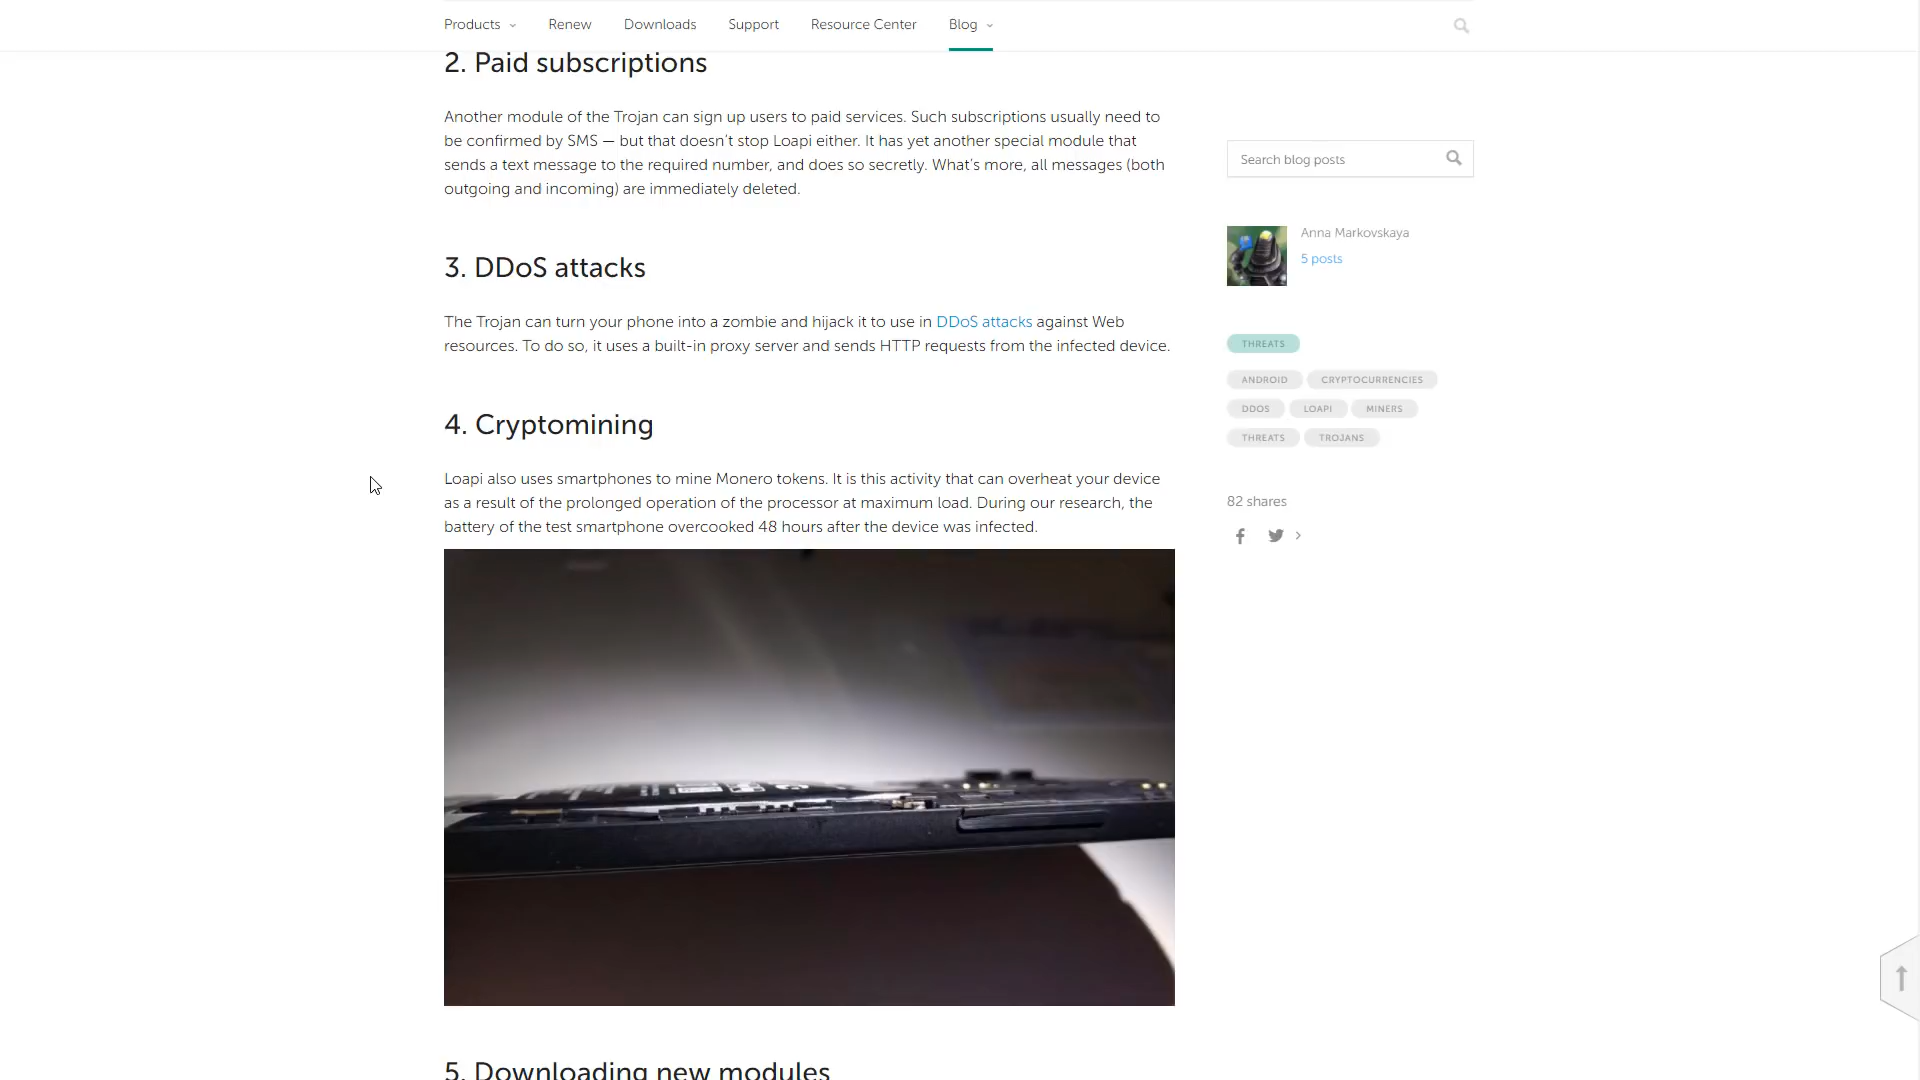 Products
Renew
Downloads
Support
Resource Center
Blog
2. Paid subscriptions
Another module of the Trojan can sign up users to paid services. Such subscriptions usually need to
be confirmed by SMS — but that doesn’t stop Loapi either. It has yet another special module that
sends a text message to the required number, and does so secretly. What’s more, all messages (both
outgoing and incoming) are immediately deleted.
3. DDoS attacks
The Trojan can turn your phone into a zombie and hijack it to use in DDoS attacks against Web
resources. To do so, it uses a built-in proxy server and sends HTTP requests from the infected device.
4. Cryptomining
Loapi also uses smartphones to mine Monero tokens. It is this activity that can overheat your device
as a result of the prolonged operation of the processor at maximum load. During our research, the
battery of the test smartphone overcooked 48 hours after the device was infected.
5. Downloading new modules
Search blog posts
Anna Markovskaya
5 posts
THREATS
ANDROID CRYPTOCURRENCIES
DDOS LOAPI MINERS
THREATS TROJANS
82 shares